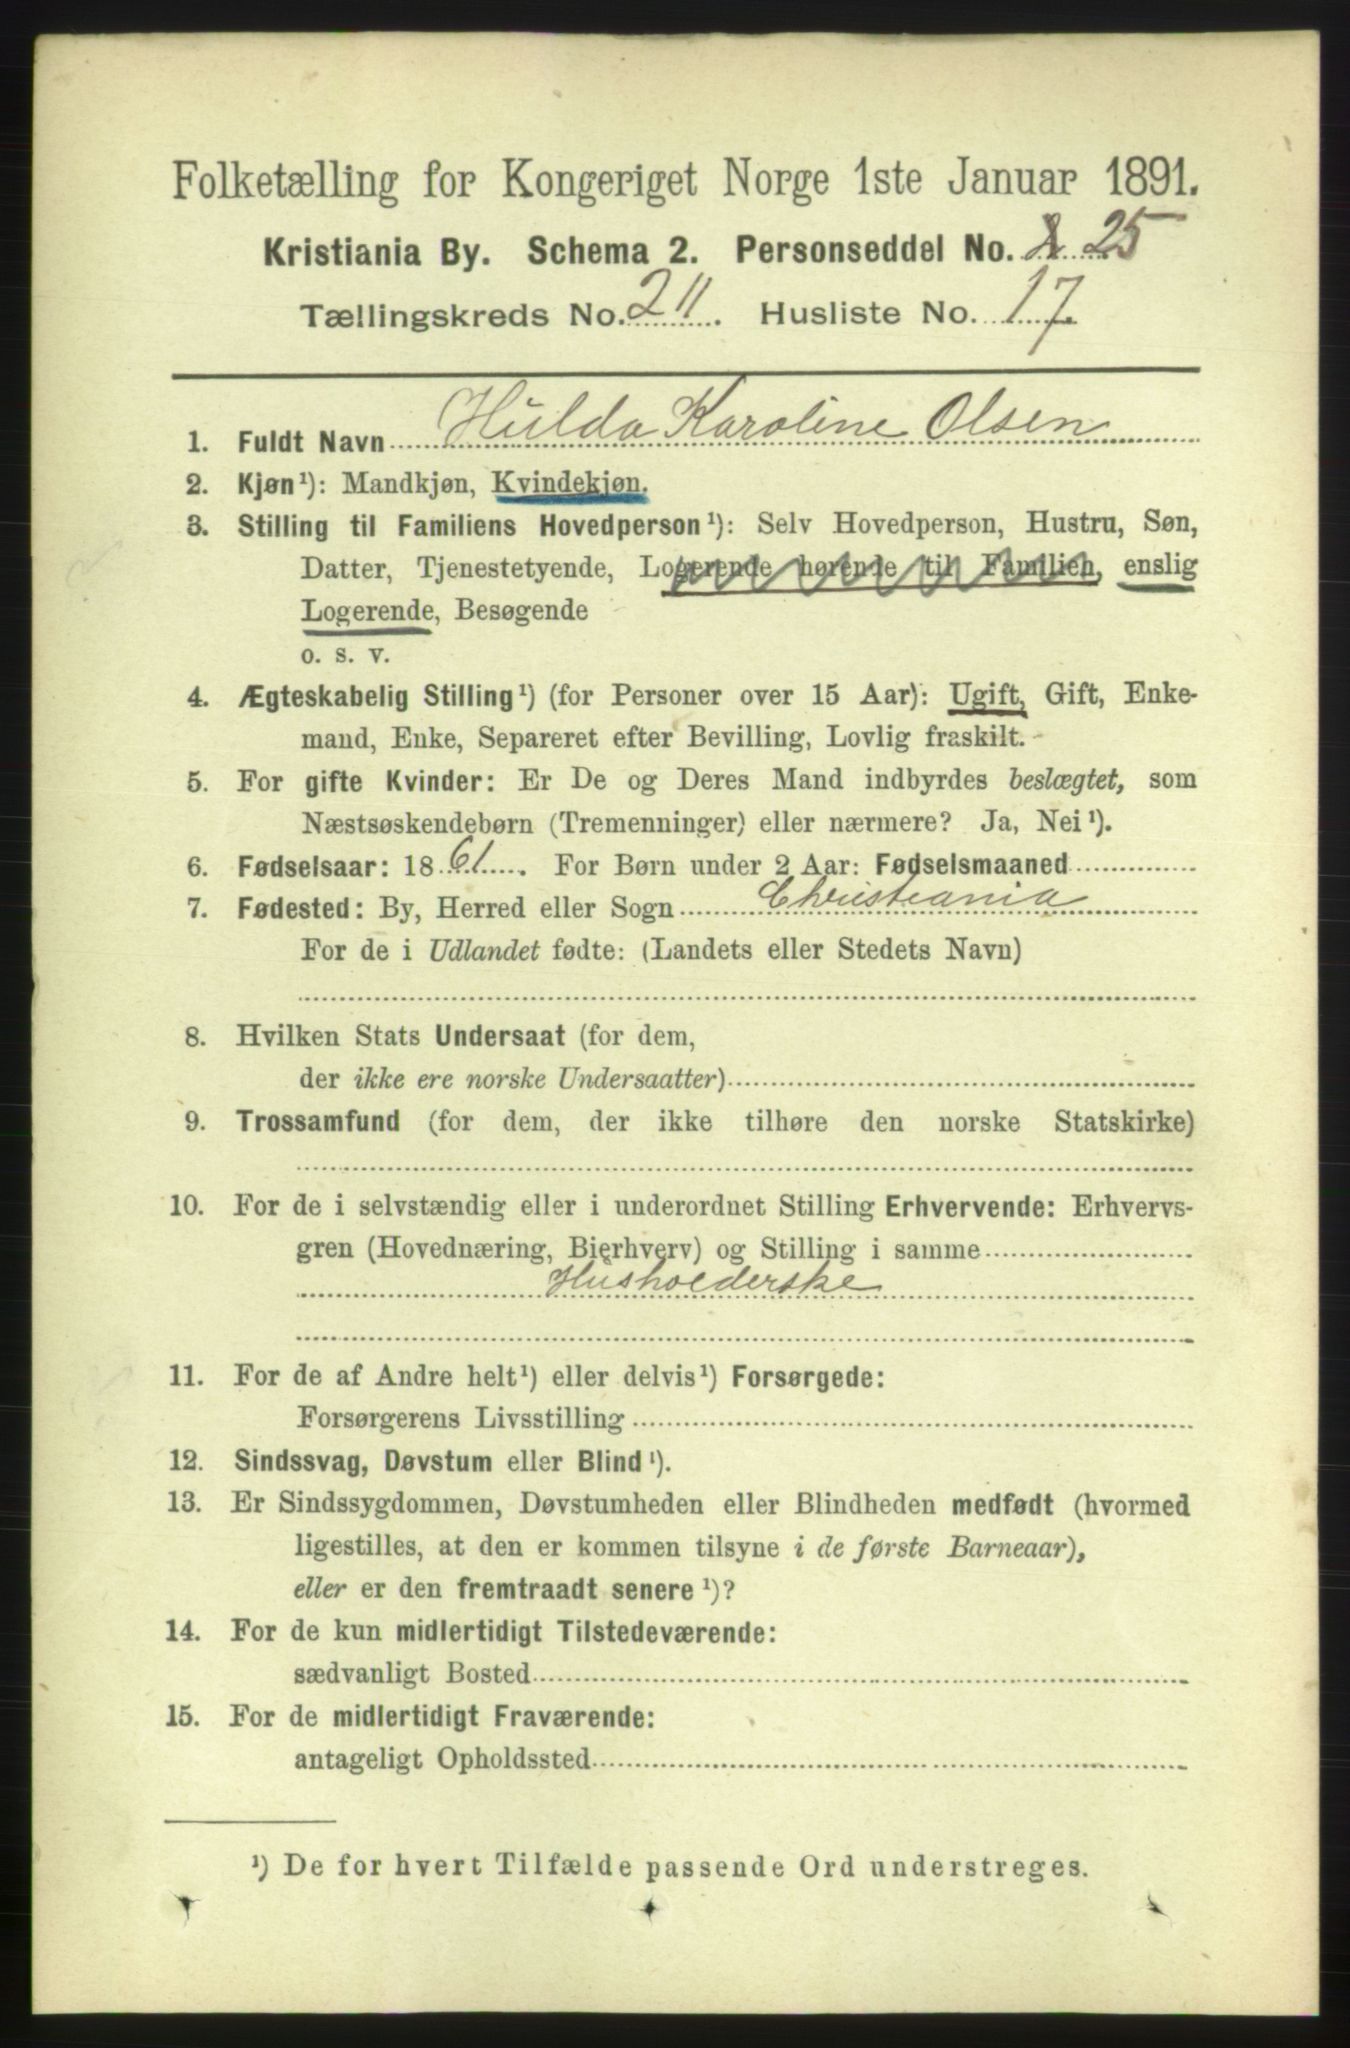 Folketælling for Kongeriget Norge 1ste Januar 1891.
Kristiania By. Schema 2. Personseddel No. 25
Tællingskreds No. 211. Husliste No. 17.
1. Fuldt Navn Hulda Karoline Olsen
2. Kjøn¹): Mandkjøn, Kvindekjøn.
3. Stilling til Familiens Hovedperson¹): Selv Hovedperson, Hustru, Søn,
Datter, Tjenestetyende, Logerende hørende til Familien, enslig
Logerende, Besøgende
o. s. v.
4. Ægteskabelig Stilling¹) (for Personer over 15 Aar): Ugift, Gift, Enke-
mand, Enke, Separeret efter Bevilling, Lovlig fraskilt.
5. For gifte Kvinder: Er De og Deres Mand indbyrdes beslægtet, som
Næstsøskendebørn (Tremenninger) eller nærmere? Ja, Nei¹).
6. Fødselsaar: 1861. For Børn under 2 Aar: Fødselsmaaned
7. Fødested: By, Herred eller Sogn Christiania
For de i Udlandet fødte: (Landets eller Stedets Navn)
8. Hvilken Stats Undersaat (for dem,
der ikke ere norske Undersaatter)
9. Trossamfund (for dem, der ikke tilhøre den norske Statskirke)
10. For de i selvstændig eller i underordnet Stilling Erhvervende: Erhvervs-
gren (Hovednæring, Bierhverv) og Stilling i samme
Husholderske
11. For de af Andre helt¹) eller delvis¹) Forsørgede:
Forsørgerens Livsstilling
12. Sindssvag, Døvstum eller Blind¹).
13. Er Sindssygdommen, Døvstumheden eller Blindheden medfødt (hvormed
ligestilles, at den er kommen tilsyne i de første Barneaar),
eller er den fremtraadt senere¹)?
14. For de kun midlertidigt Tilstedeværende:
sædvanligt Bosted
15. For de midlertidigt Fraværende:
antageligt Opholdssted
¹) De for hvert Tilfælde passende Ord understreges.